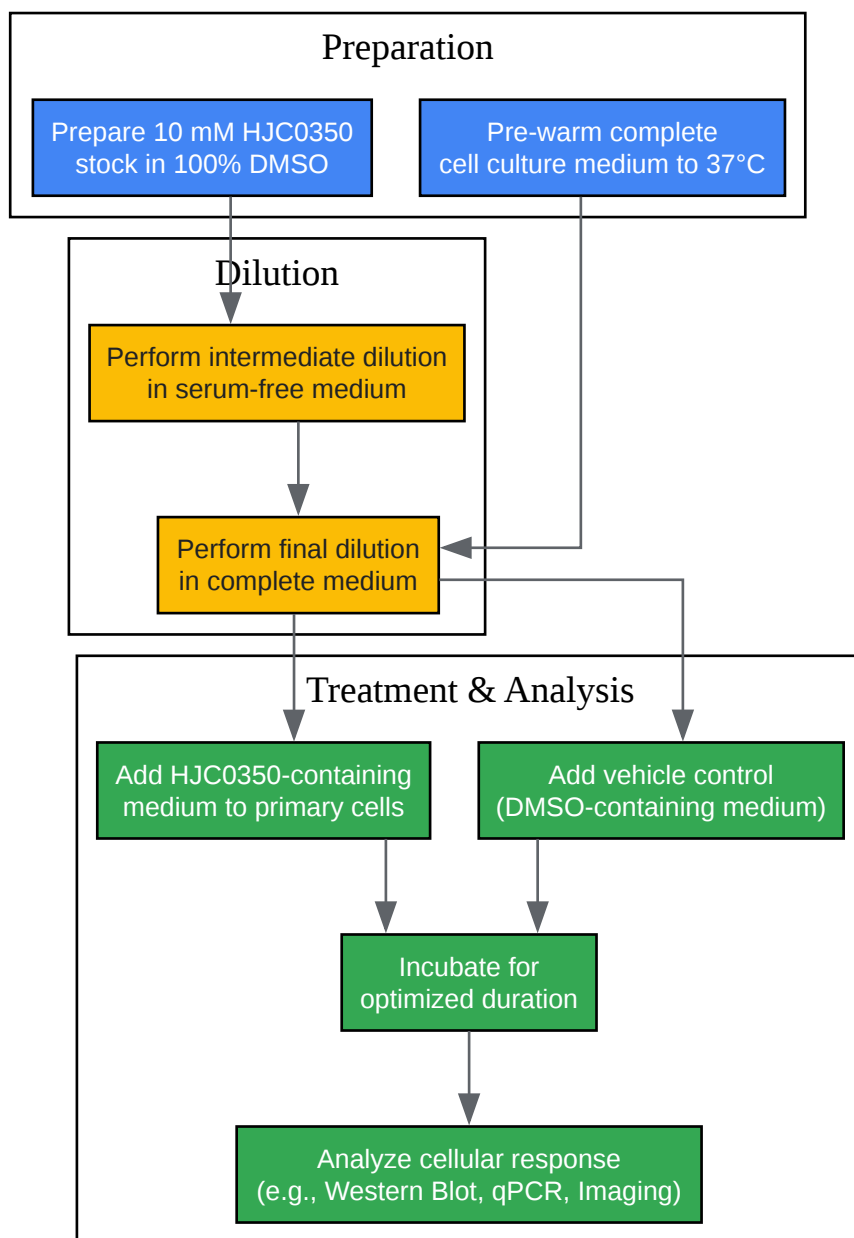 Preparation
Prepare 10 mM HJC0350
stock in 100% DMSO
Pre-warm complete
cell culture medium to 37°C
Dilution
Perform intermediate dilution
in serum-free medium
Perform final dilution
in complete medium
Treatment & Analysis
Add HJC0350-containing
medium to primary cells
Add vehicle control
(DMSO-containing medium)
Incubate for
optimized duration
Analyze cellular response
(e.g., Western Blot, qPCR, Imaging)